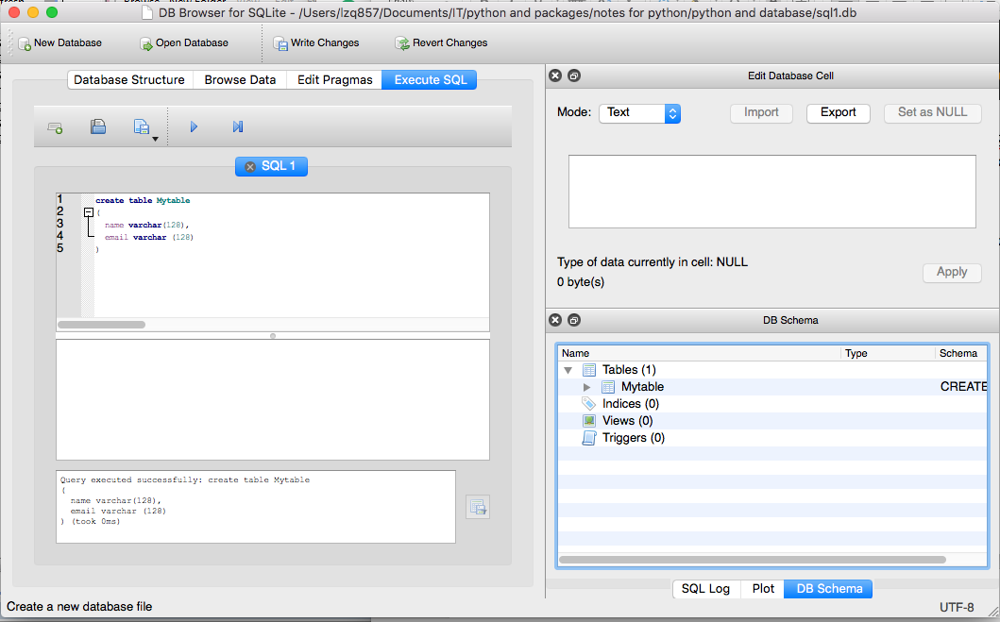 DB Browser for SQLite - /Users/lzq857/Documents/IT/python and packages/notes for python/python and database/sql1.db
New Database Open Database Write Changes Revert Changes
Database Structure Browse Data Edit Pragmas Execute SQL
SQL 1
1 create table Mytable
2 (
3 name varchar(128),
4 email varchar (128)
5 )
Query executed successfully: create table Mytable
(
name varchar(128),
email varchar (128)
) (took 0ms)
Edit Database Cell
Mode: Text Import Export Set as NULL
Type of data currently in cell: NULL
0 byte(s)
Apply
DB Schema
Name Type Schema
Tables (1)
Mytable CREATE
Indices (0)
Views (0)
Triggers (0)
SQL Log Plot DB Schema
Create a new database file
UTF-8